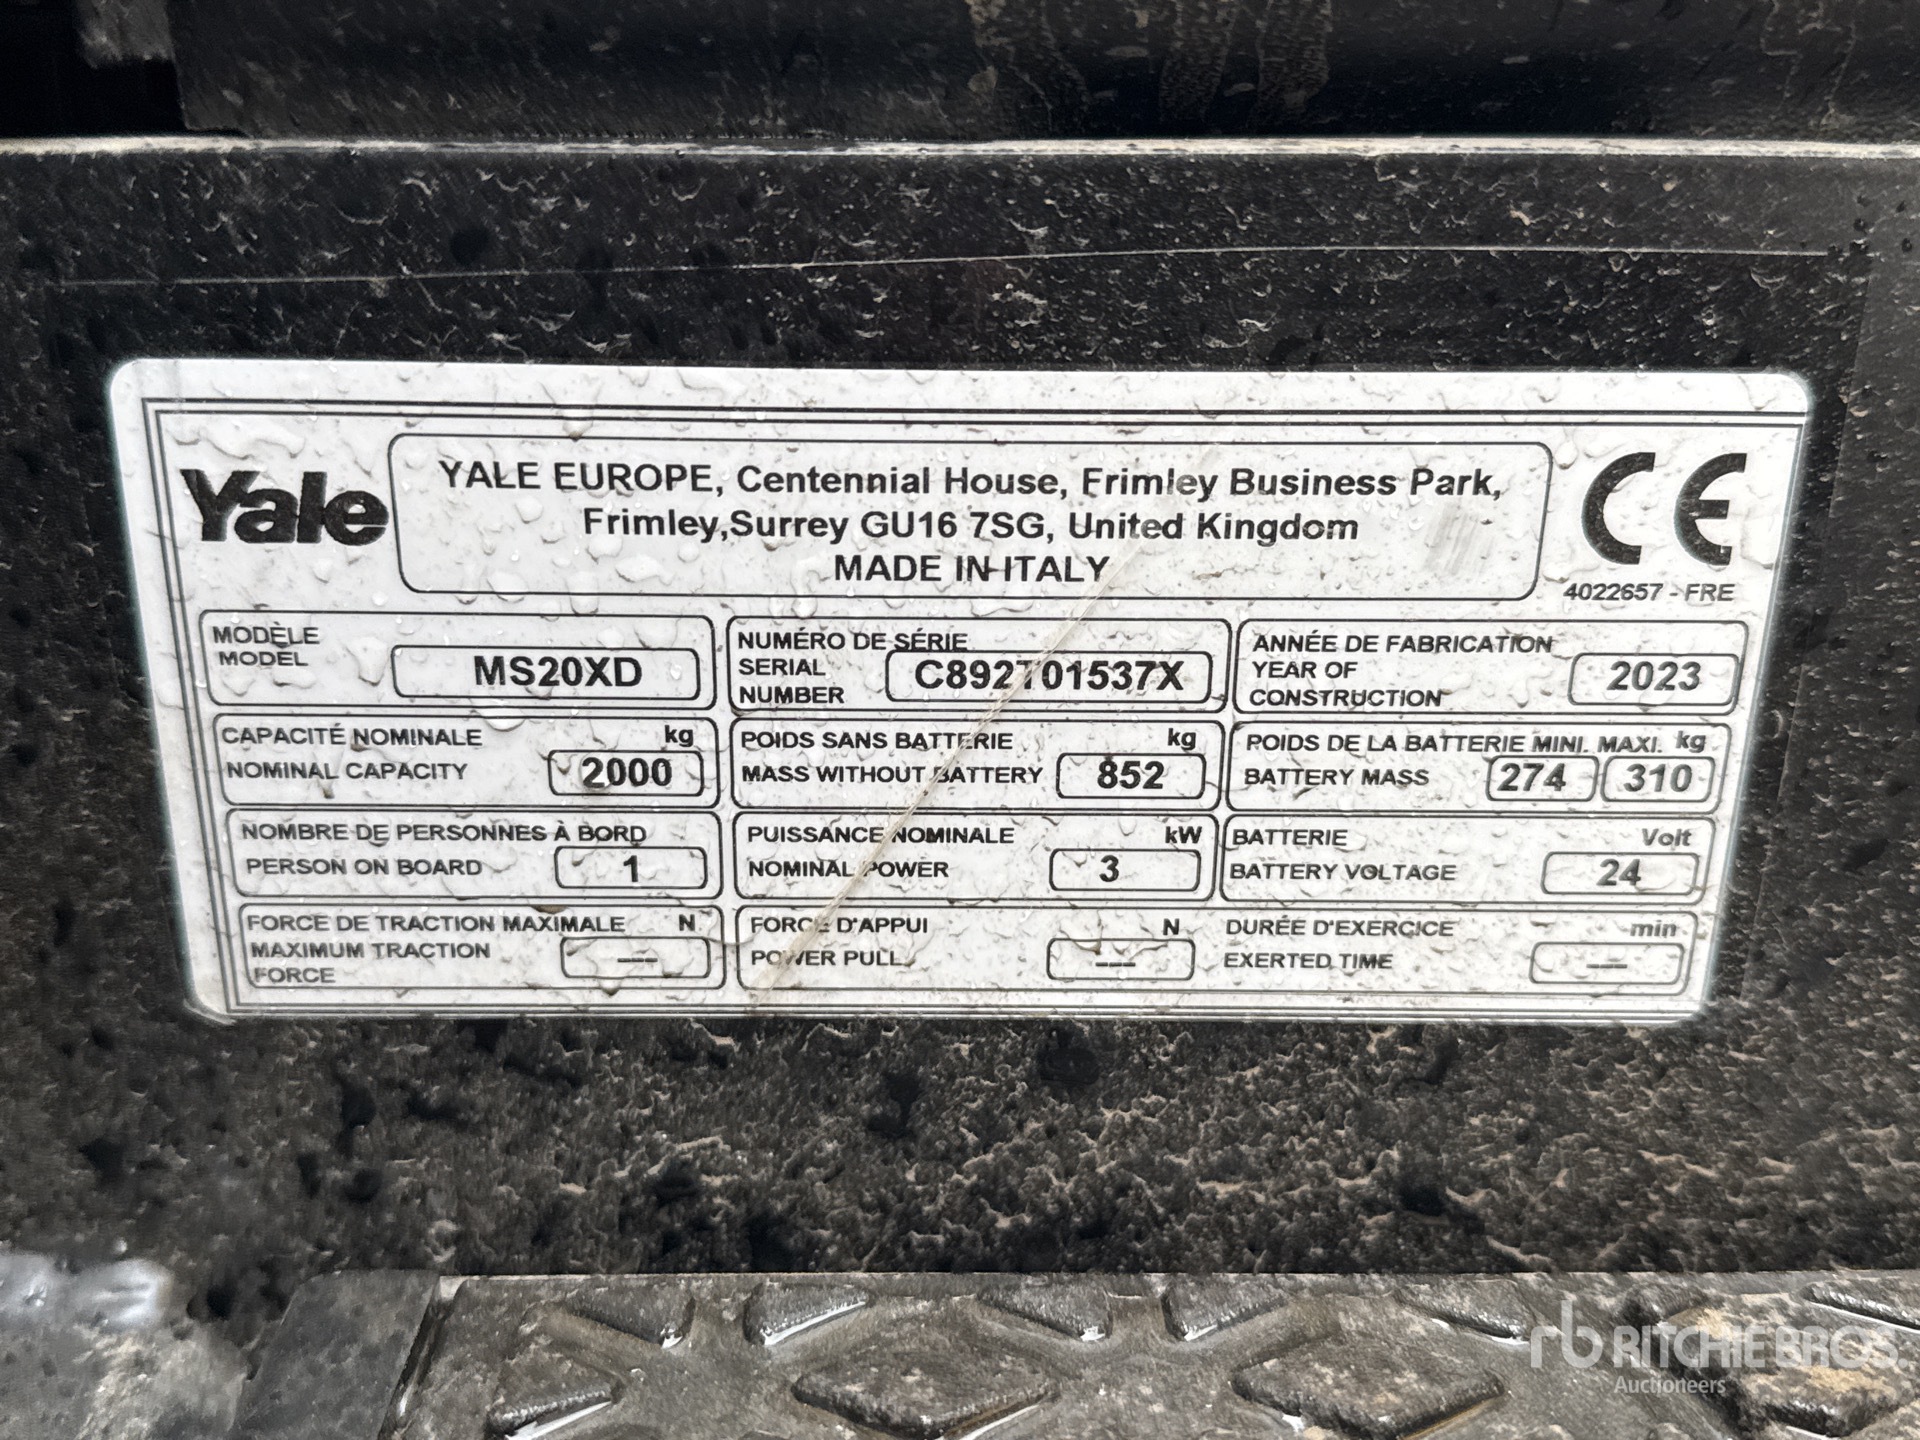 Yale
YALE EUROPE, Centennial House, Frimley Business Park,
Frimley,Surrey GU16 7SG, United Kingdom
MADE IN ITALY
CE
4022657 - FRE
MODÈLE
MODEL
MS20XD
NUMÉRO DE SÉRIE
SERIAL
NUMBER
C892T01537X
ANNÉE DE FABRICATION
YEAR OF
CONSTRUCTION
2023
CAPACITÉ NOMINALE kg
NOMINAL CAPACITY 2000
POIDS SANS BATTERIE kg
MASS WITHOUT BATTERY 852
POIDS DE LA BATTERIE MINI. MAXI. kg
BATTERY MASS 274 310
NOMBRE DE PERSONNES À BORD
PERSON ON BOARD 1
PUISSANCE NOMINALE kW
NOMINAL POWER 3
BATTERIE Volt
BATTERY VOLTAGE 24
FORCE DE TRACTION MAXIMALE N
MAXIMUM TRACTION ---
FORCE
FORCE D'APPUI N
POWER PULL ---
DURÉE D'EXERCICE min
EXERTED TIME ---
rb RITCHIE BROS.
Auctioneers